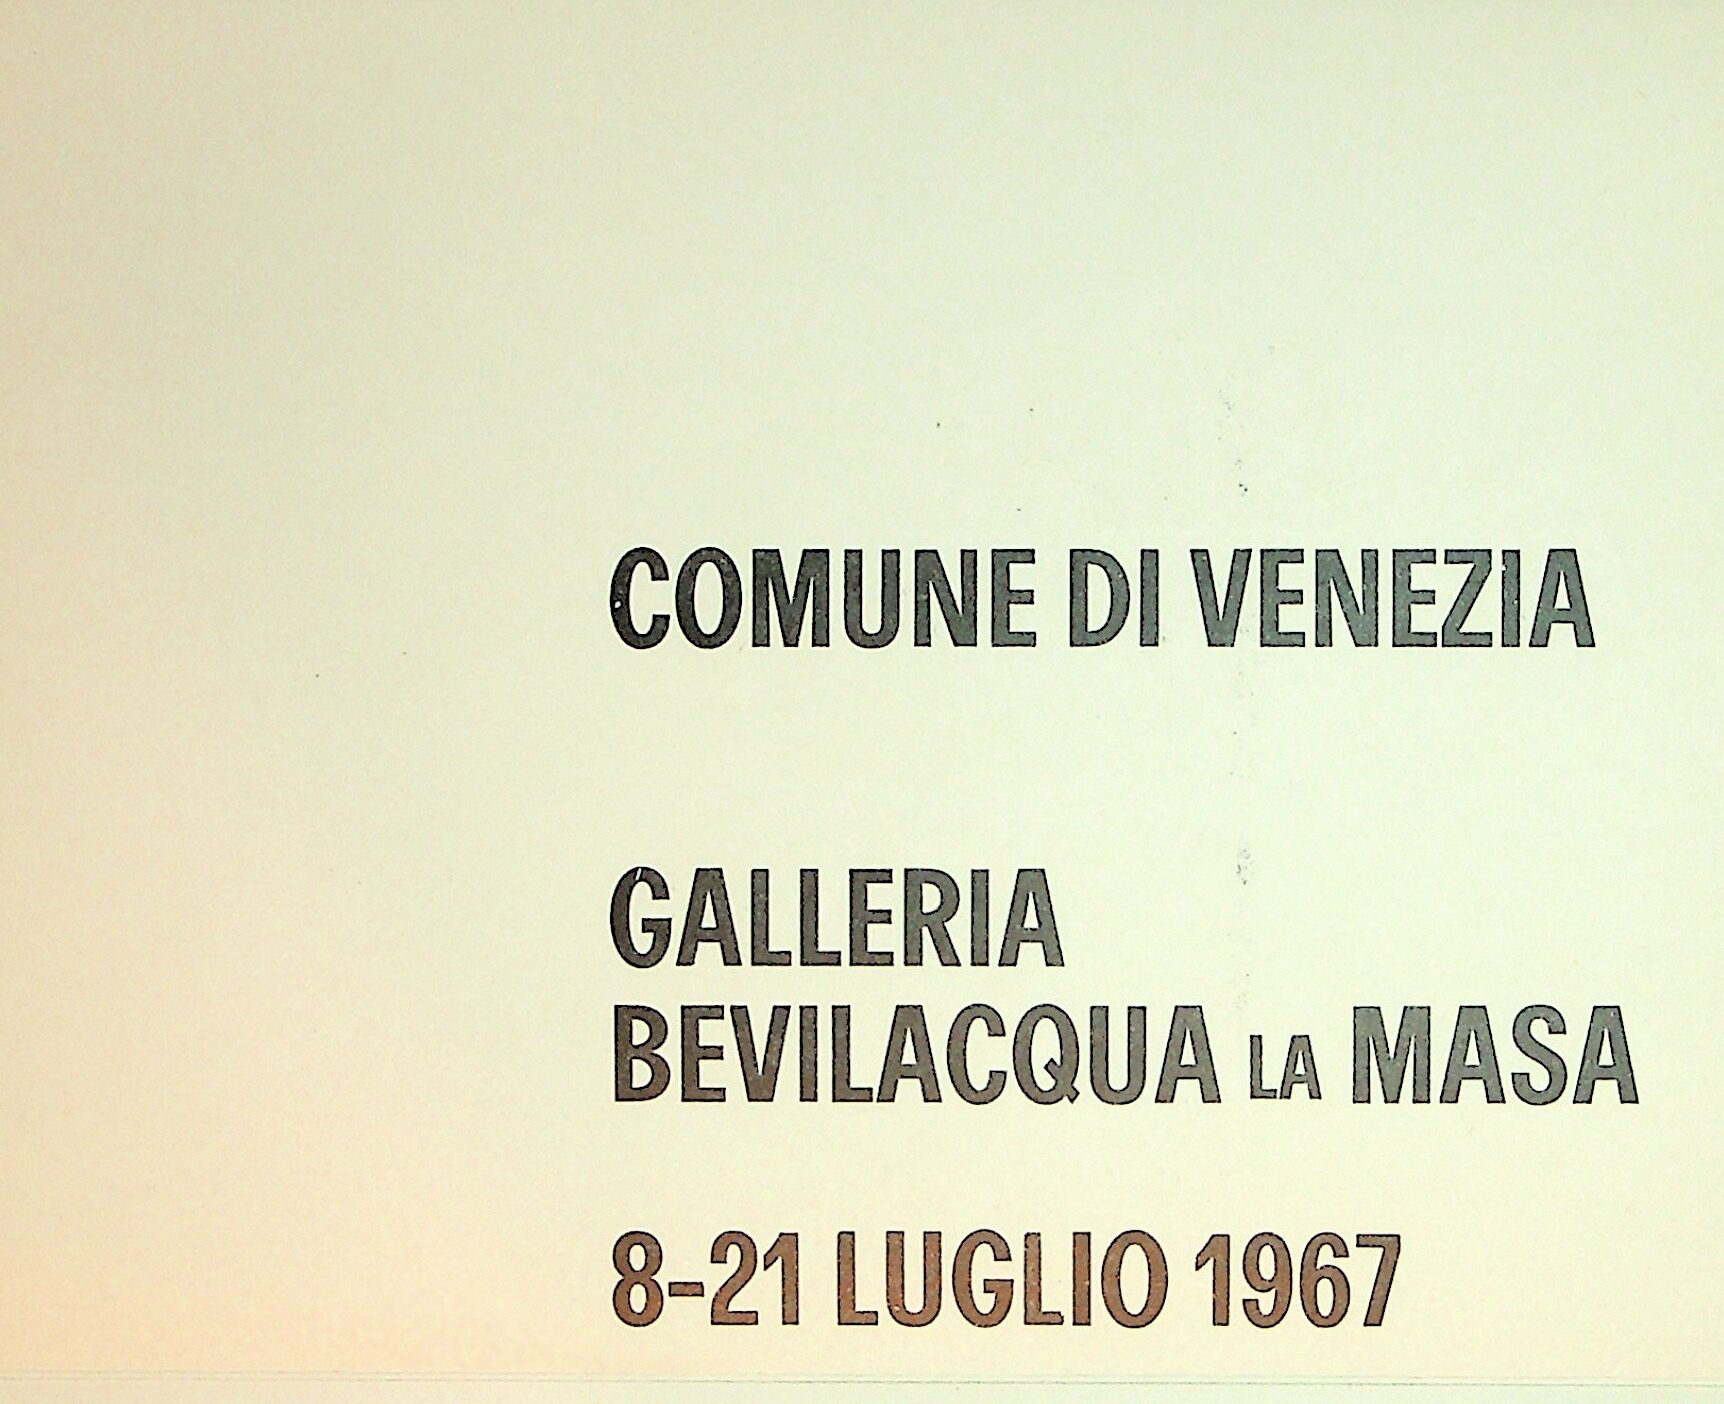 COMUNE DI VENEZIA
GALLERIA
BEVILACQUA LA MASA
8-21 LUGLIO 1967